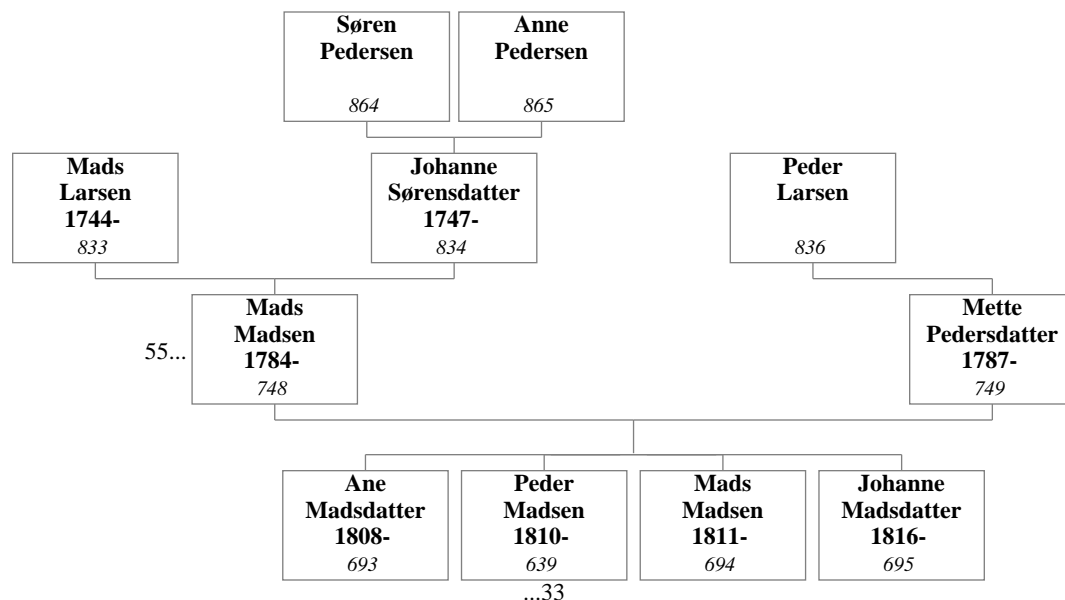 Søren
Pedersen
864
Anne
Pedersen
865
Mads
Larsen
1744-
833
Johanne
Sørensdatter
1747-
834
Peder
Larsen
836
55...
Mads
Madsen
1784-
748
Mette
Pedersdatter
1787-
749
Ane
Madsdatter
1808-
693
Peder
Madsen
1810-
639
...33
Mads
Madsen
1811-
694
Johanne
Madsdatter
1816-
695